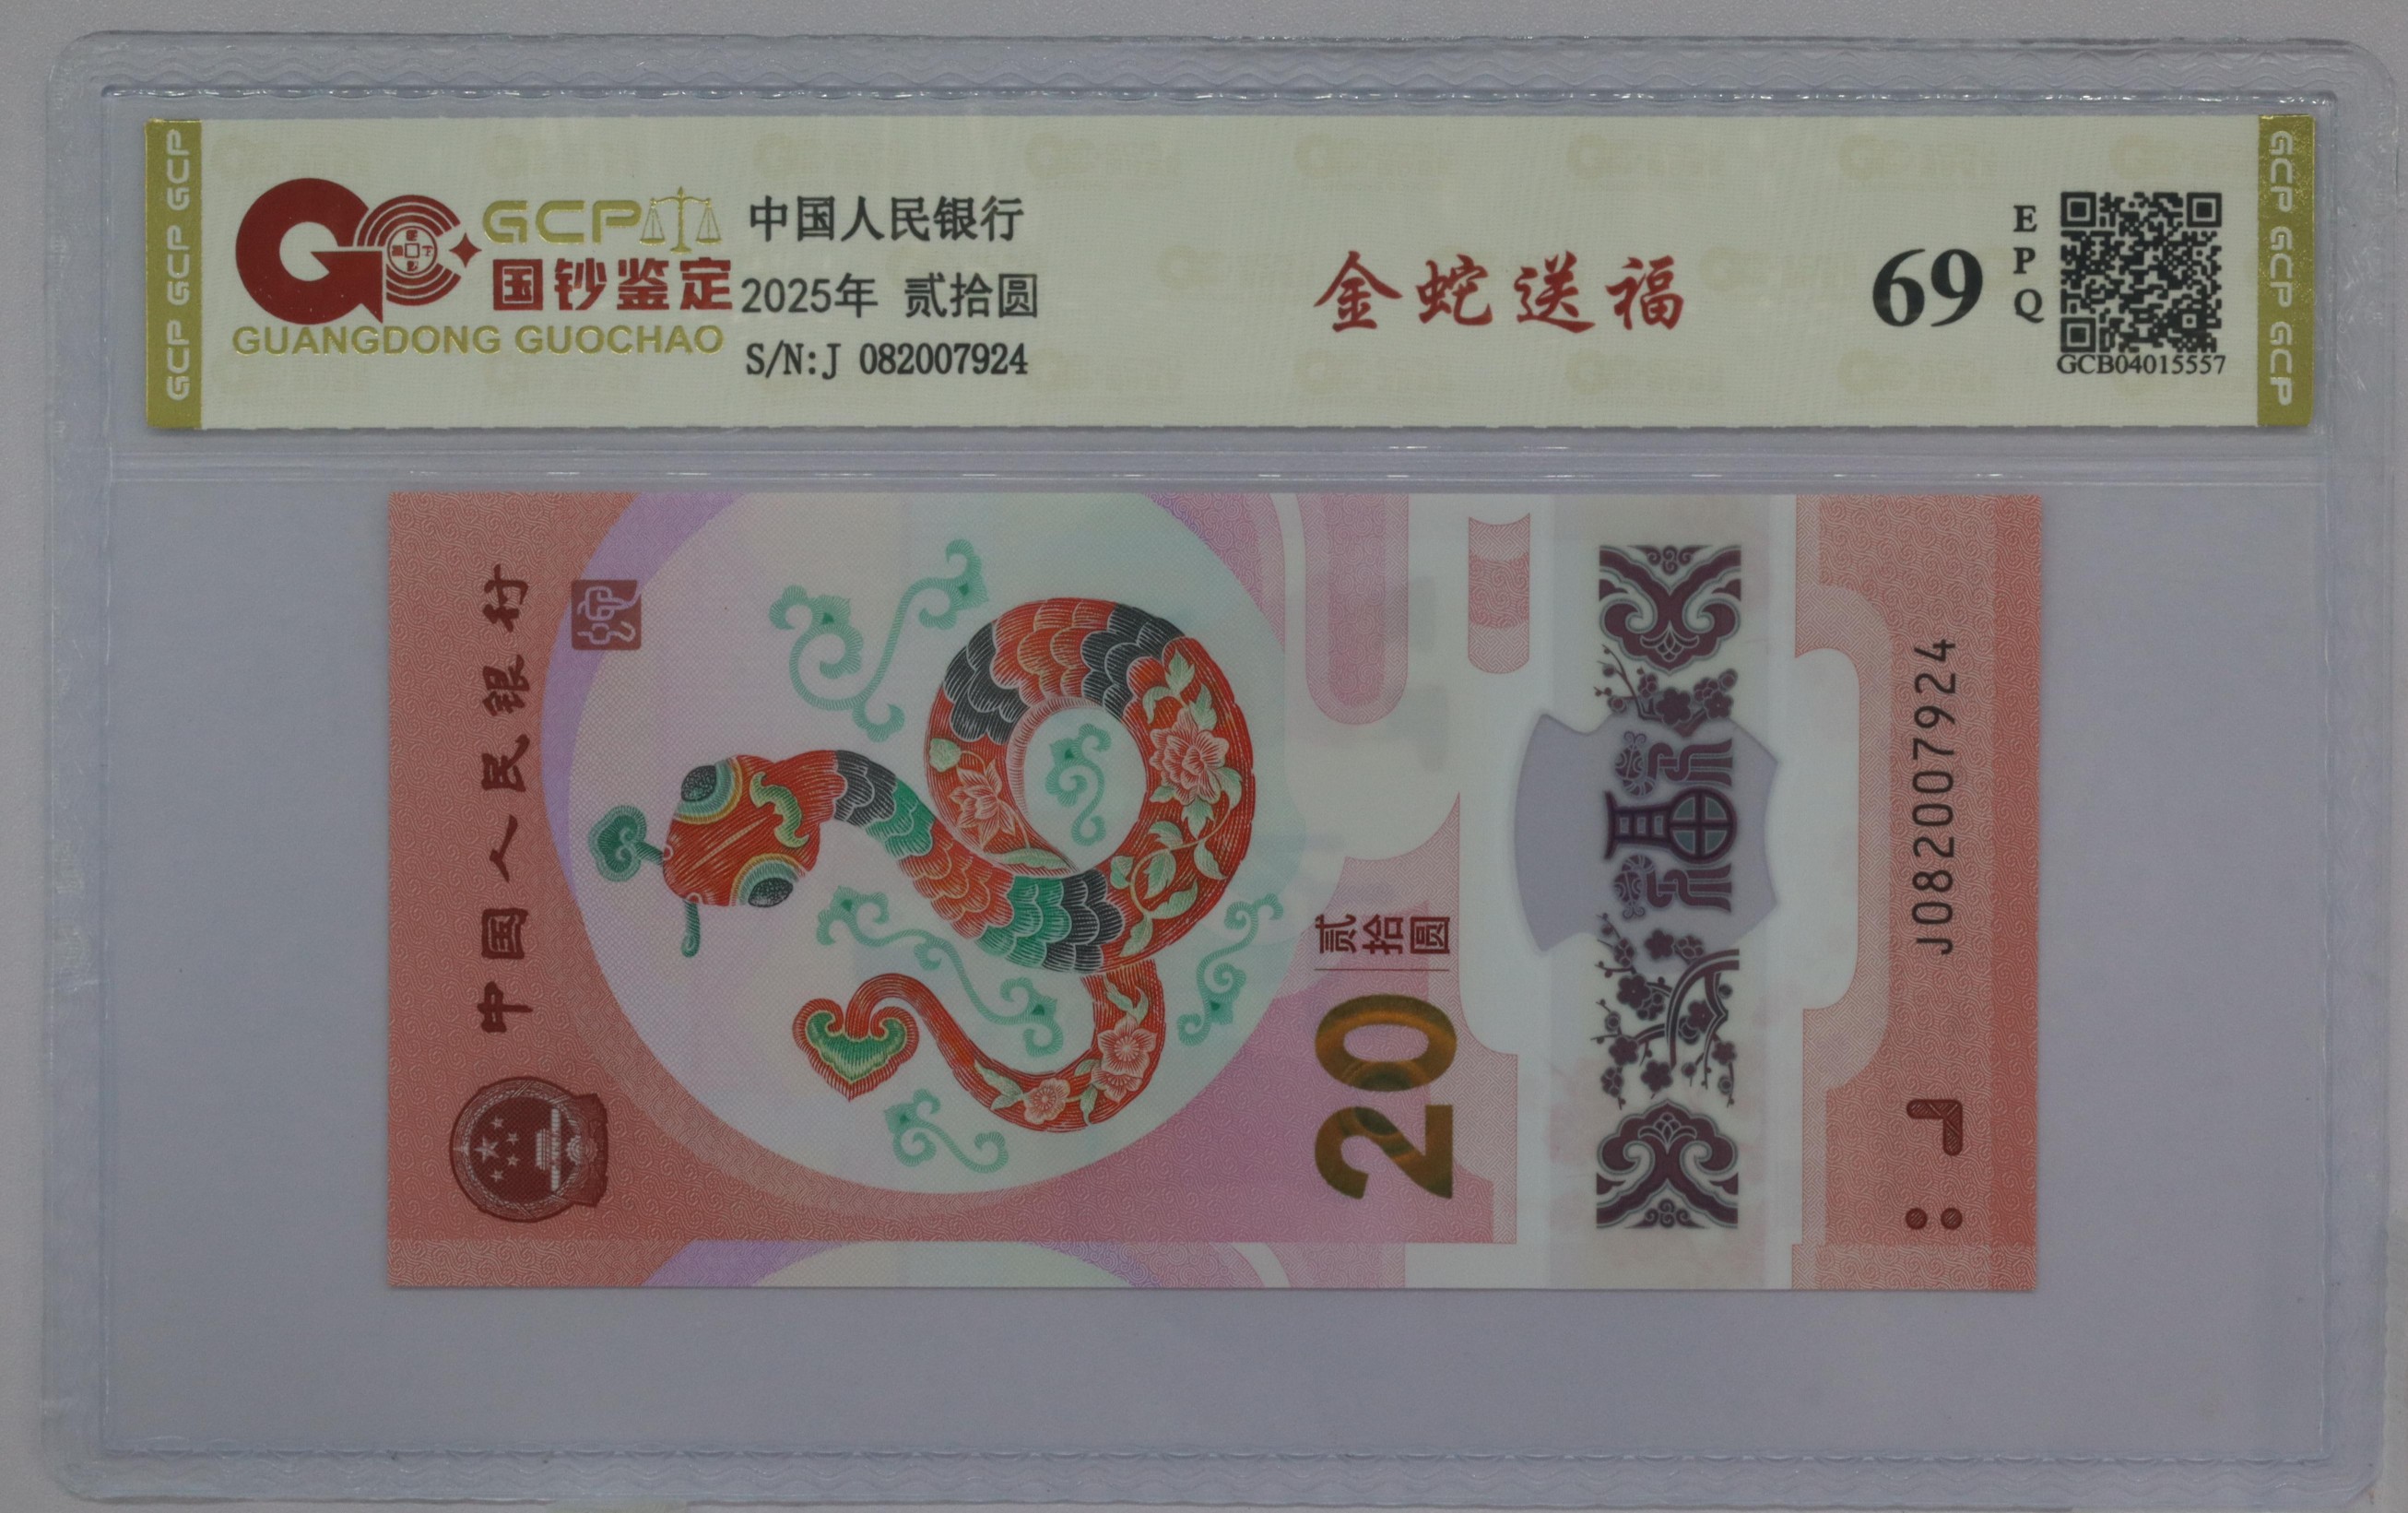 GCP GCP GCP
GCP
国钞鉴定
GUANGDONG GUOCHAO
中国人民银行
2025年 贰拾圆
S/N:J 082007924
金蛇送福
69
EPQ
GCB04015557
GCP GCP GCP
中国人民银行
蛇
20
贰拾圆
福
J082007924